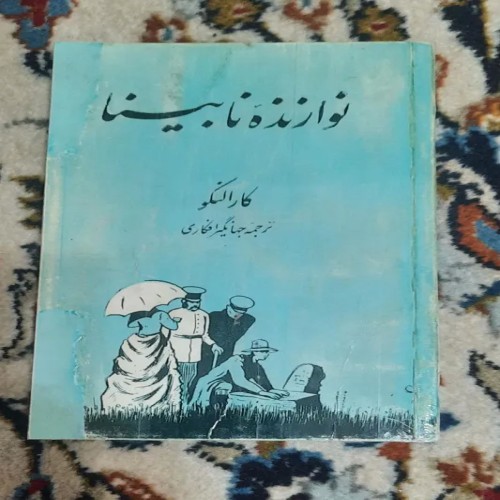 نوازندهٔ نابینا
کارالنکو
ترجمه جهانگیر افکاری